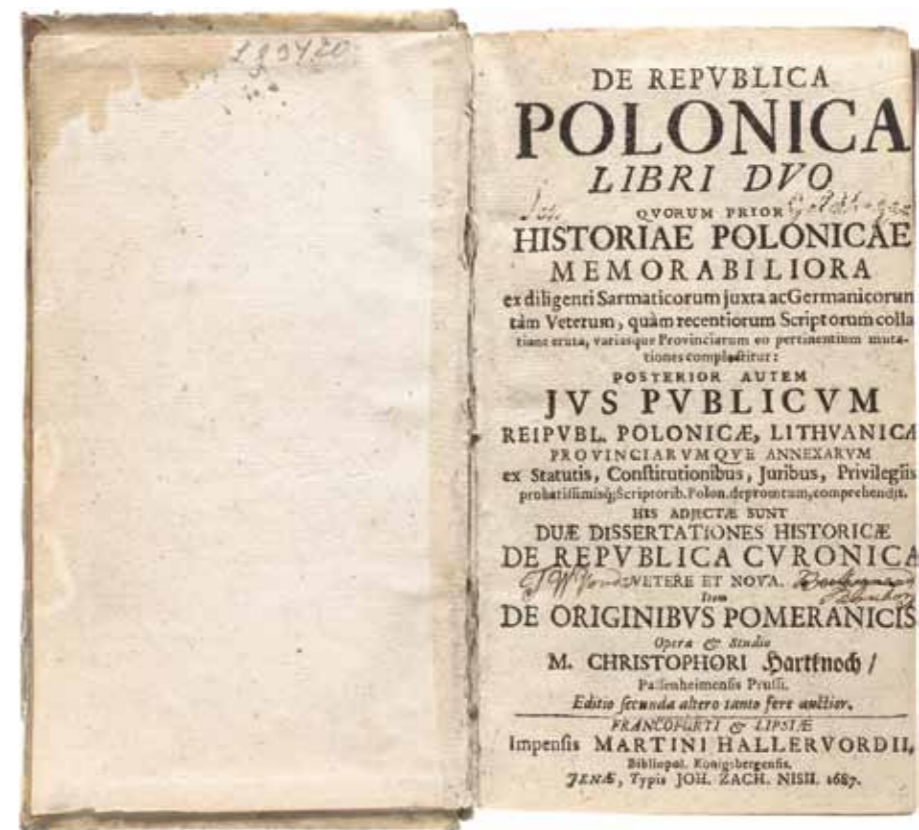 DE REPVBLICA
POLONICA
LIBRI DVO
QVORUM PRIOR
HISTORIAE POLONICAE
MEMORABILIORA
ex diligenti Sarmaticorum juxta ac Germanicorun
tàm Veterum, quàm recentiorum Scriptorum colla
tione eruta, variasque Provinciarum eo pertinentium muta-
tiones complectitur:
POSTERIOR AUTEM
JVS PVBLICVM
REIPVBL. POLONICÆ, LITHVANICÆ
PROVINCIARVMQVE ANNEXARVM
ex Statutis, Constitutionibus, Juribus, Privilegiis
probatissimisq; Scriptorib. Polon. depromtum, comprehendit.
HIS ADJECTÆ SUNT
DUÆ DISSERTATIONES HISTORICÆ
DE REPVBLICA CVRONICA
VETERE ET NOVA.
Item
DE ORIGINIBVS POMERANICIS
Opera & Studio
M. CHRISTOPHORI Hartknoch /
Passenheimensis Prussi.
Editio secunda altero tanto fere auctior.
FRANCOFURTI & LIPSIÆ
Impensis MARTINI HALLERVORDII,
Bibliopol. Konigsbergensis.
JENÆ, Typis JOH. ZACH. NISII. 1687.